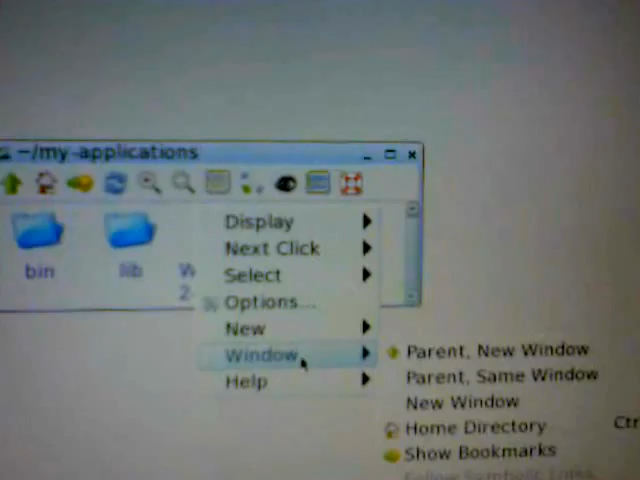 ~/my-applications
bin
lib
Display
Next Click
Select
Options...
New
Window
Help
Parent, New Window
Parent, Same Window
New Window
Home Directory
Show Bookmarks